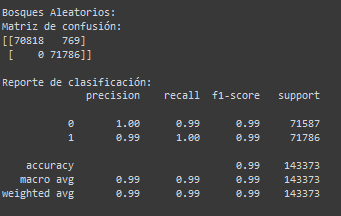 Bosques Aleatorios:
Matriz de confusión:
[[70818   769]
 [    0 71786]]
Reporte de clasificación:
              precision    recall  f1-score   support
           0       1.00      0.99      0.99     71587
           1       0.99      1.00      0.99     71786
    accuracy                           0.99    143373
   macro avg       0.99      0.99      0.99    143373
weighted avg       0.99      0.99      0.99    143373